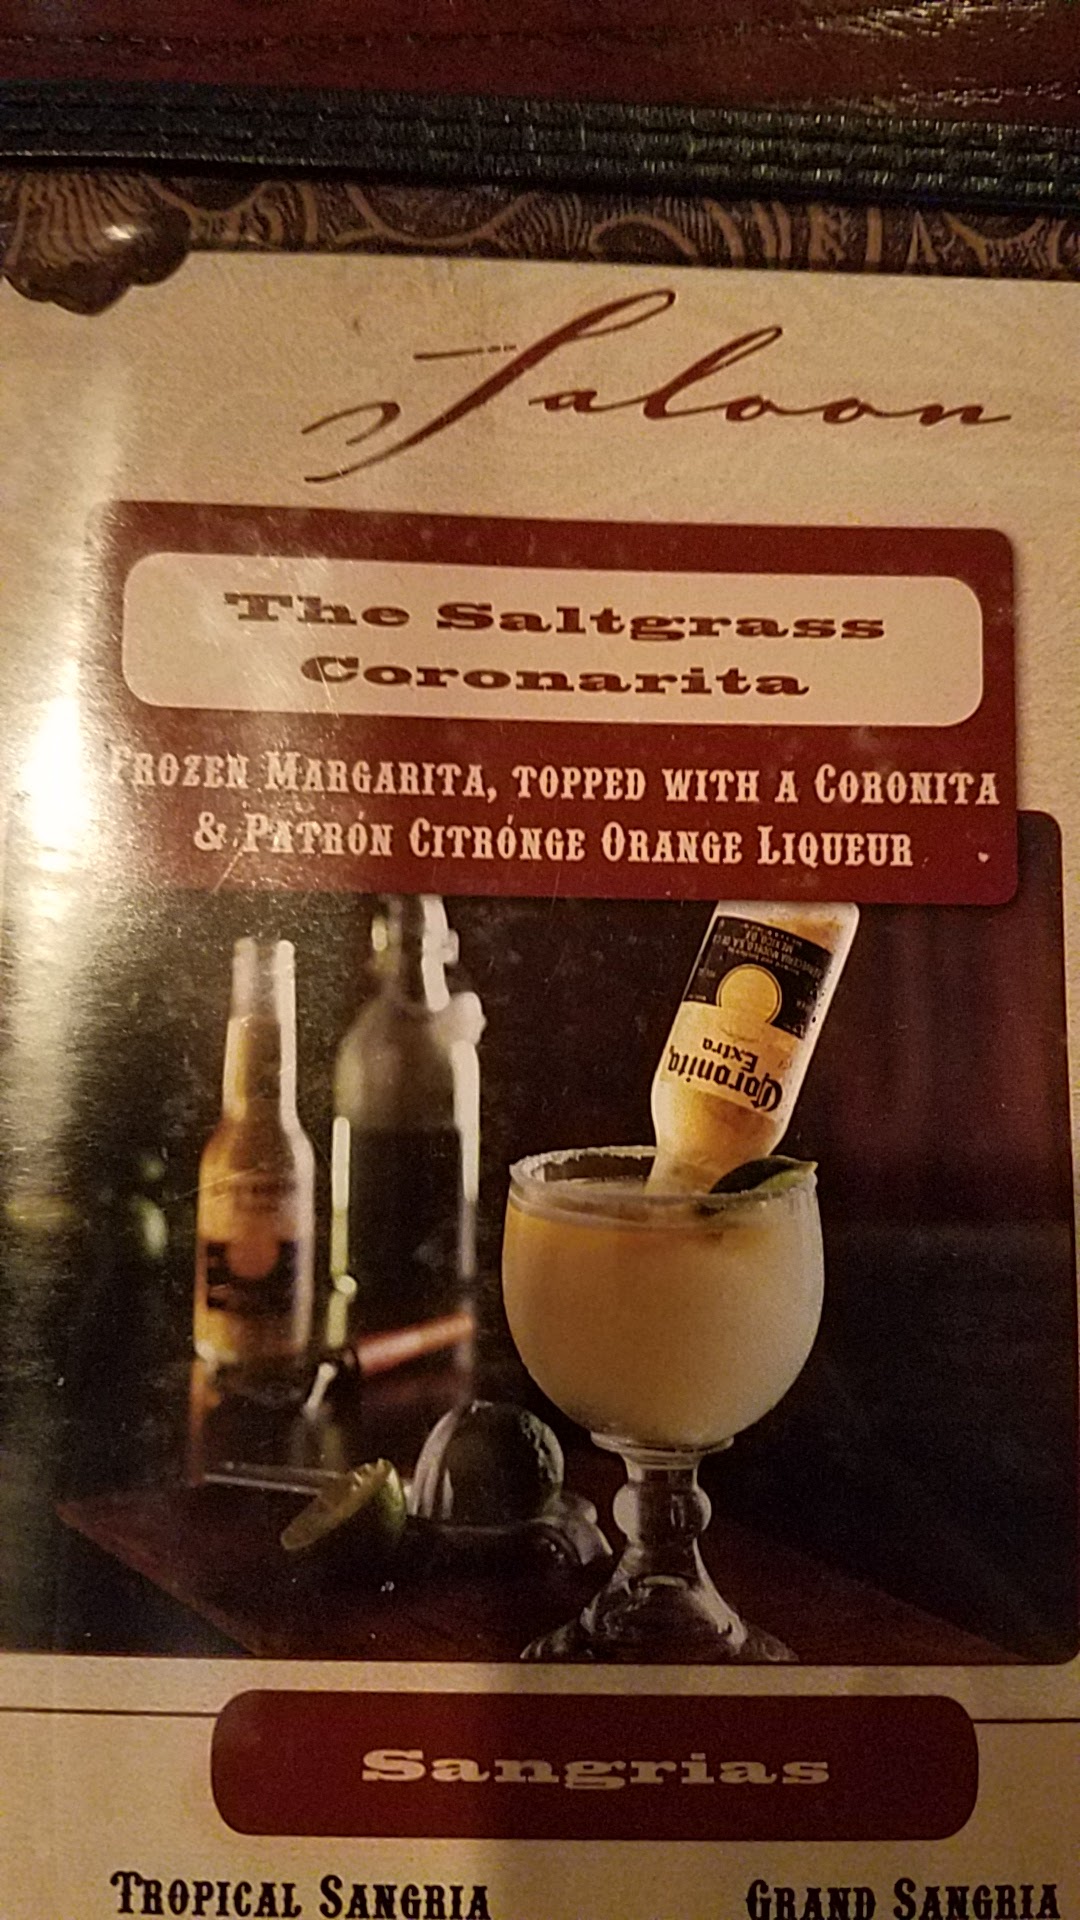 Saloon
The Saltgrass
Coronarita
FROZEN MARGARITA, TOPPED WITH A CORONITA
& PATRÓN CITRÓNGE ORANGE LIQUEUR
Coronita
Extra
Sangrias
TROPICAL SANGRIA
GRAND SANGRIA